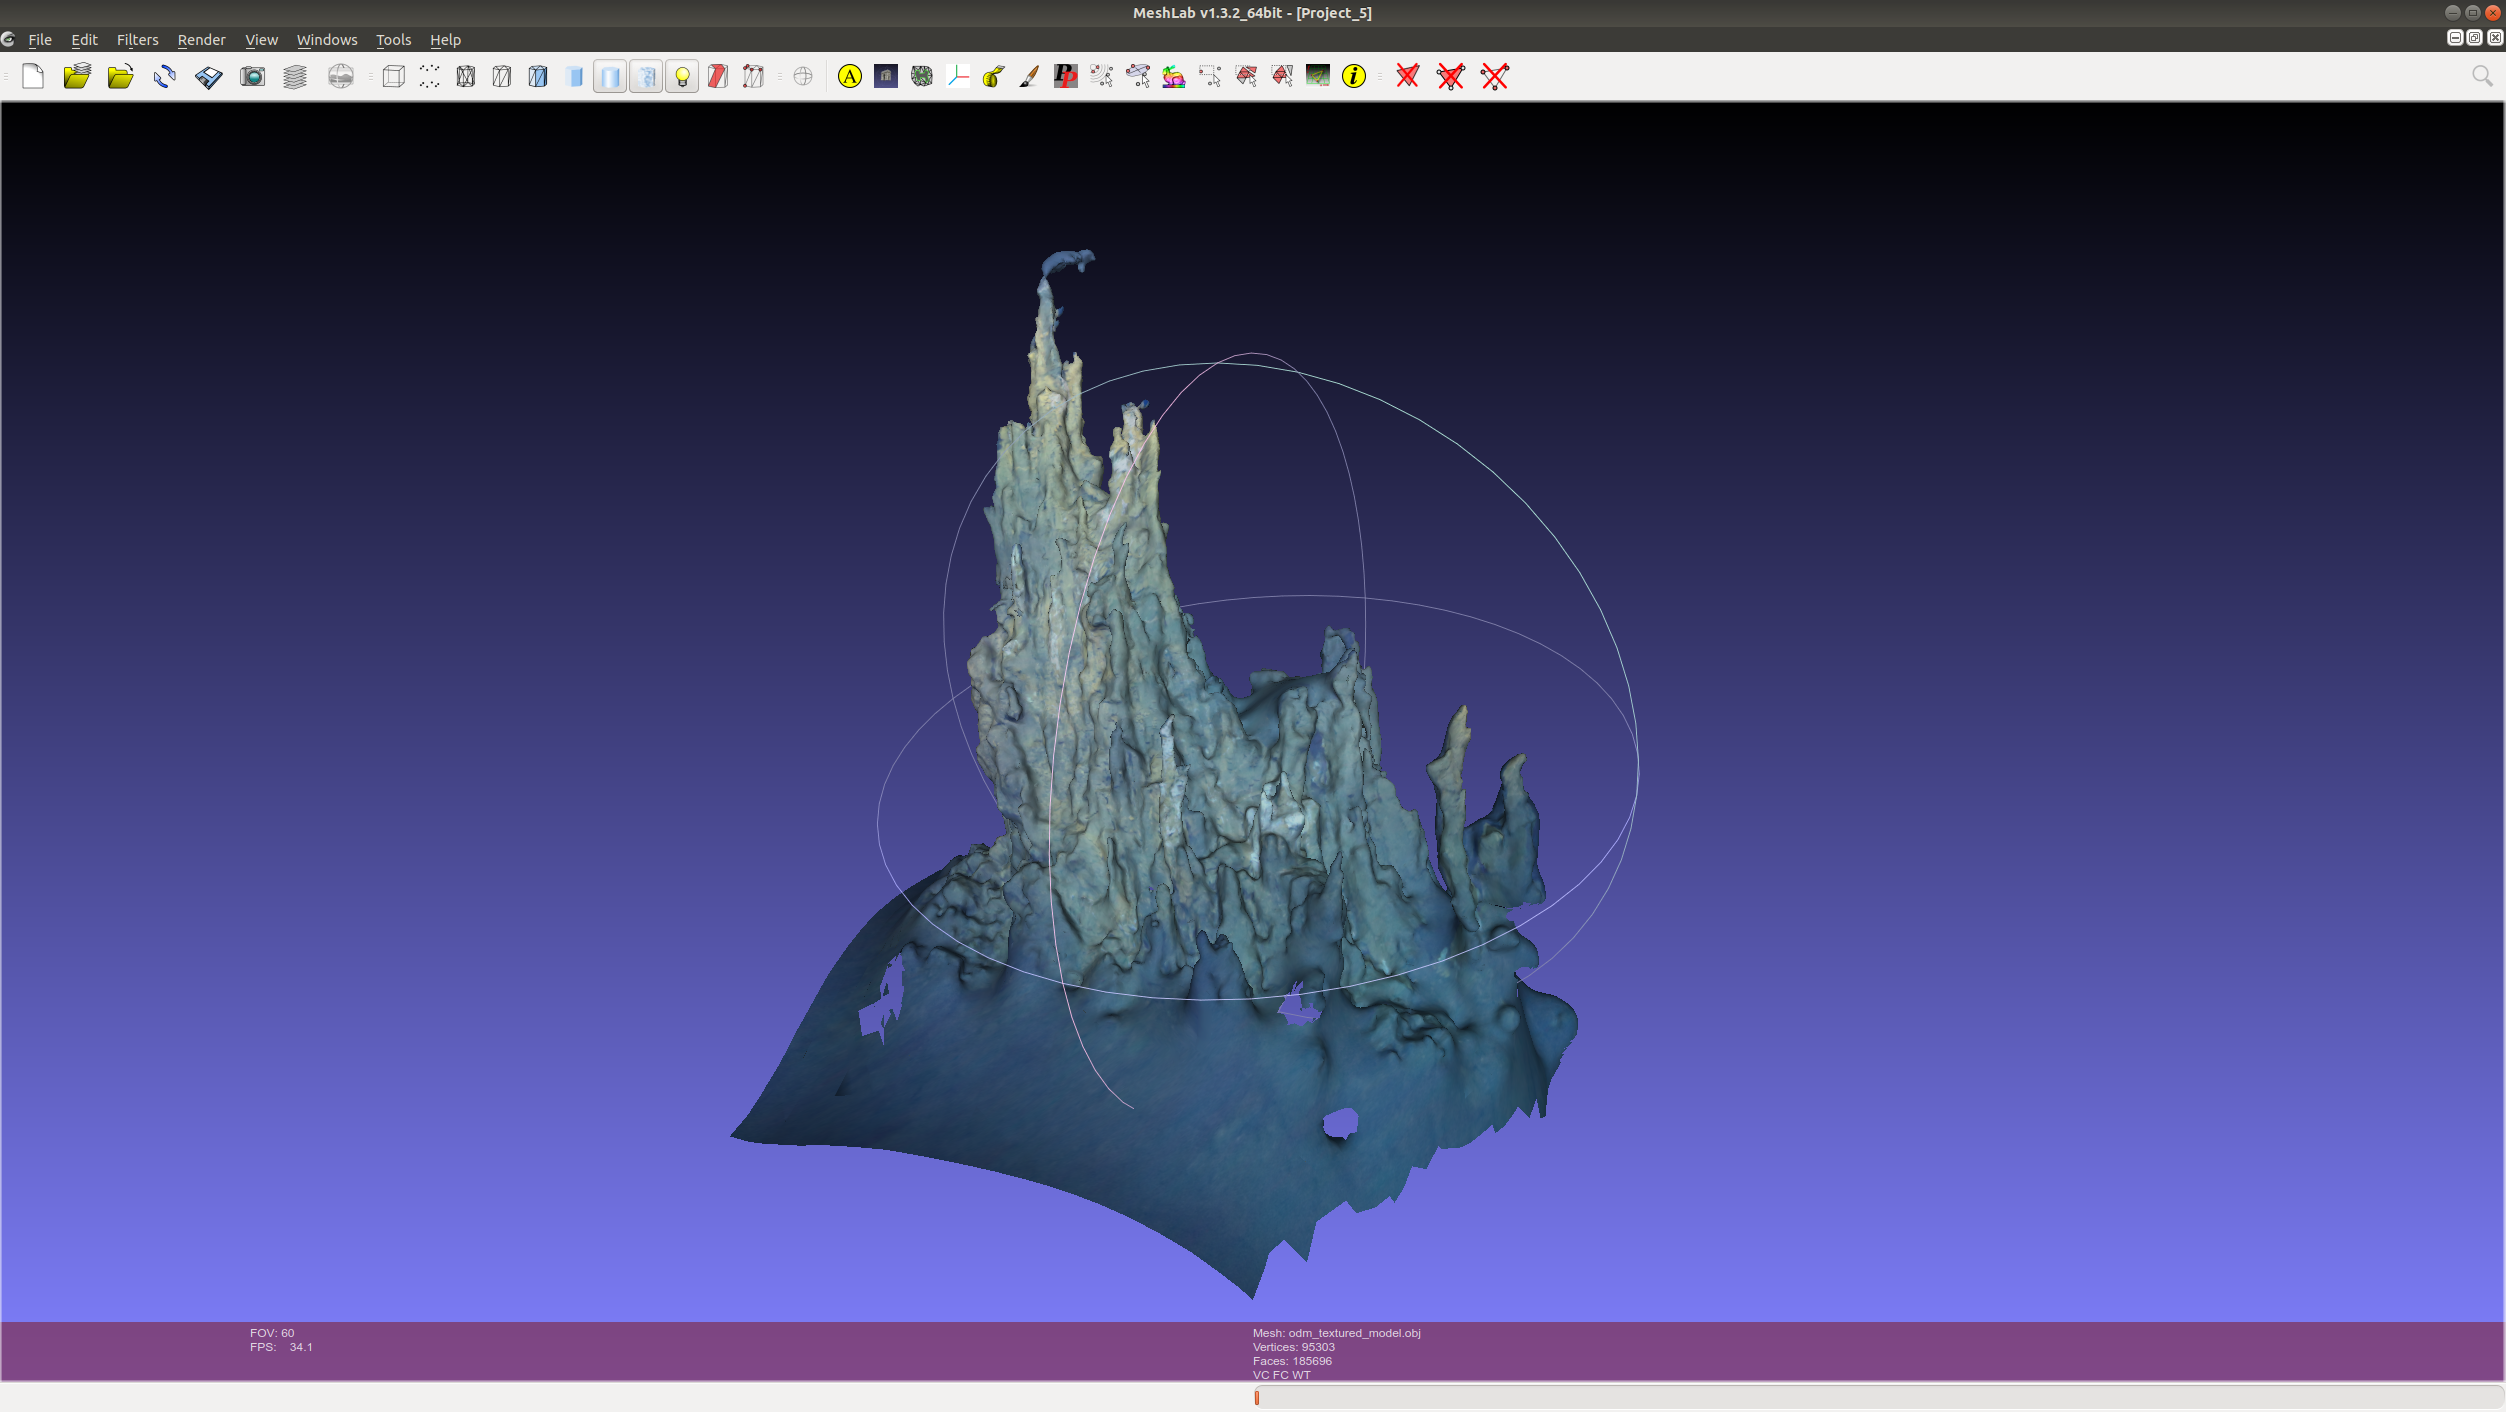 MeshLab v1.3.2_64bit - [Project_5]
File Edit Filters Render View Windows Tools Help
A
PP
i
FOV: 60
FPS: 34.1
Mesh: odm_textured_model.obj
Vertices: 95303
Faces: 185696
VC FC WT